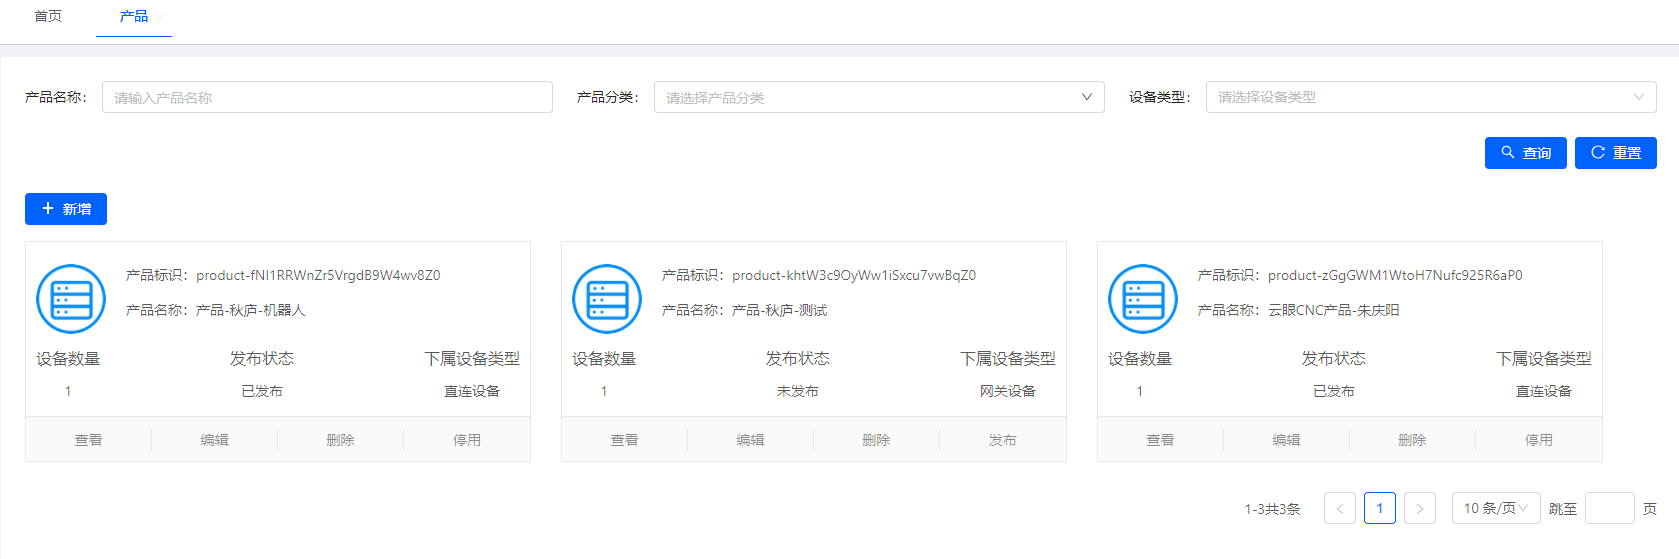 首页 产品
产品名称： 请输入产品名称 产品分类： 请选择产品分类 设备类型： 请选择设备类型
查询 重置
新增
产品标识：product-fNI1RRWnZr5VrgdB9W4wv8Z0
产品名称：产品-秋庐-机器人
设备数量 发布状态 下属设备类型
1 已发布 直连设备
查看 编辑 删除 停用
产品标识：product-khtW3c9OyWw1iSxcu7vwBqZ0
产品名称：产品-秋庐-测试
设备数量 发布状态 下属设备类型
1 未发布 网关设备
查看 编辑 删除 发布
产品标识：product-zGgGWM1WtoH7Nufc925R6aP0
产品名称：云眼CNC产品-朱庆阳
设备数量 发布状态 下属设备类型
1 已发布 直连设备
查看 编辑 删除 停用
1-3共3条 1 10 条/页 跳至 页